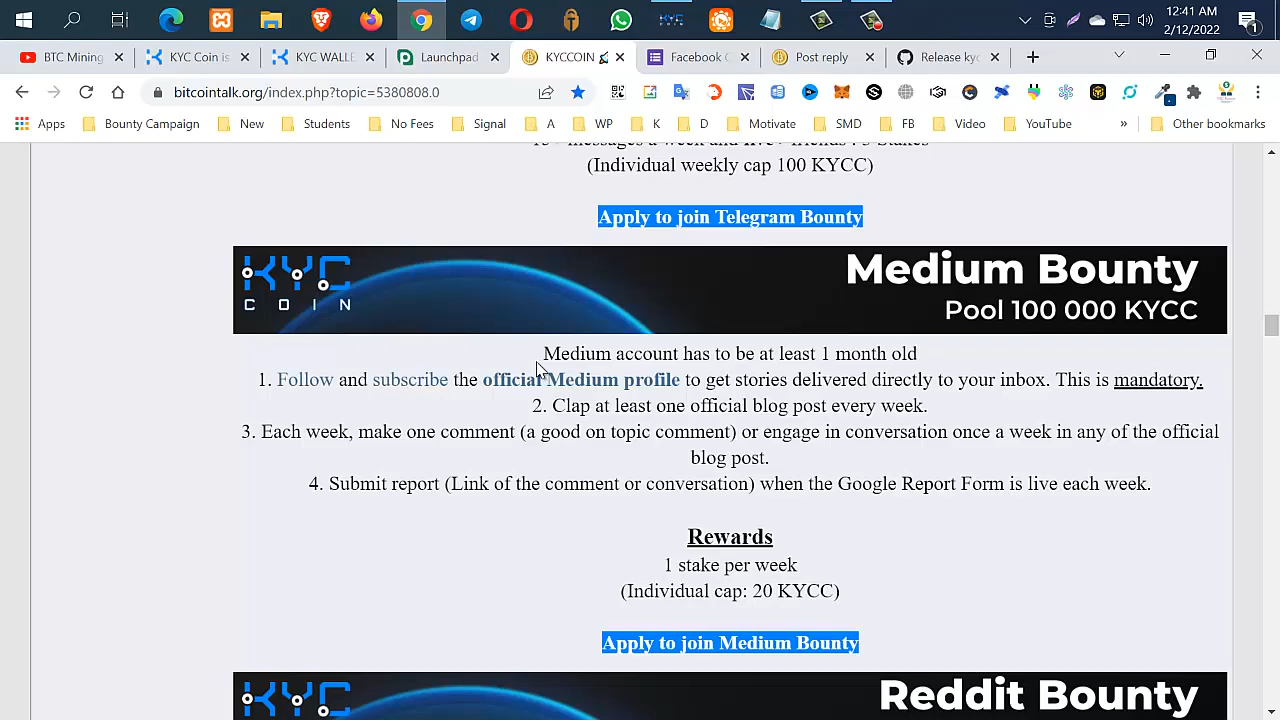 12:41 AM
2/12/2022
BTC Mining
KYC Coin is
KYC WALLE
Launchpad
KYCCOIN
Facebook C
Post reply
Release kyc
bitcointalk.org/index.php?topic=5380808.0
Apps
Bounty Campaign
New
Students
No Fees
Signal
A
WP
K
D
Motivate
SMD
FB
Video
YouTube
»
Other bookmarks
(Individual weekly cap 100 KYCC)
Apply to join Telegram Bounty
KYC
COIN
Medium Bounty
Pool 100 000 KYCC
Medium account has to be at least 1 month old
1. Follow and subscribe the official Medium profile to get stories delivered directly to your inbox. This is mandatory.
2. Clap at least one official blog post every week.
3. Each week, make one comment (a good on topic comment) or engage in conversation once a week in any of the official
blog post.
4. Submit report (Link of the comment or conversation) when the Google Report Form is live each week.
Rewards
1 stake per week
(Individual cap: 20 KYCC)
Apply to join Medium Bounty
KYC
Reddit Bounty